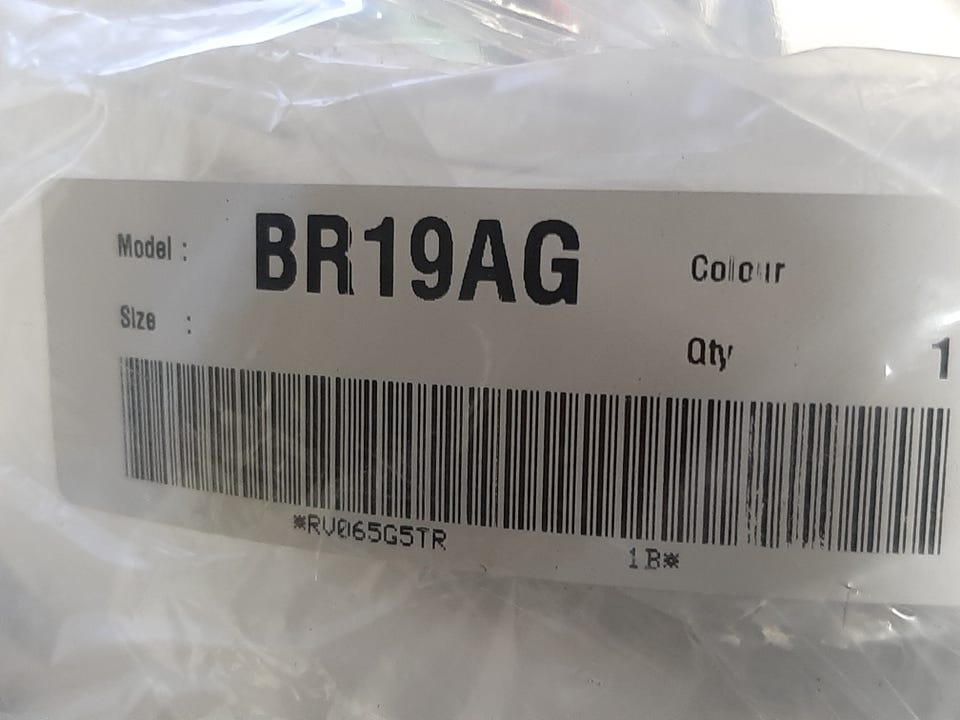 Model : BR19AG Colour
Size : Qty 1
*RV065G5TR 1B*